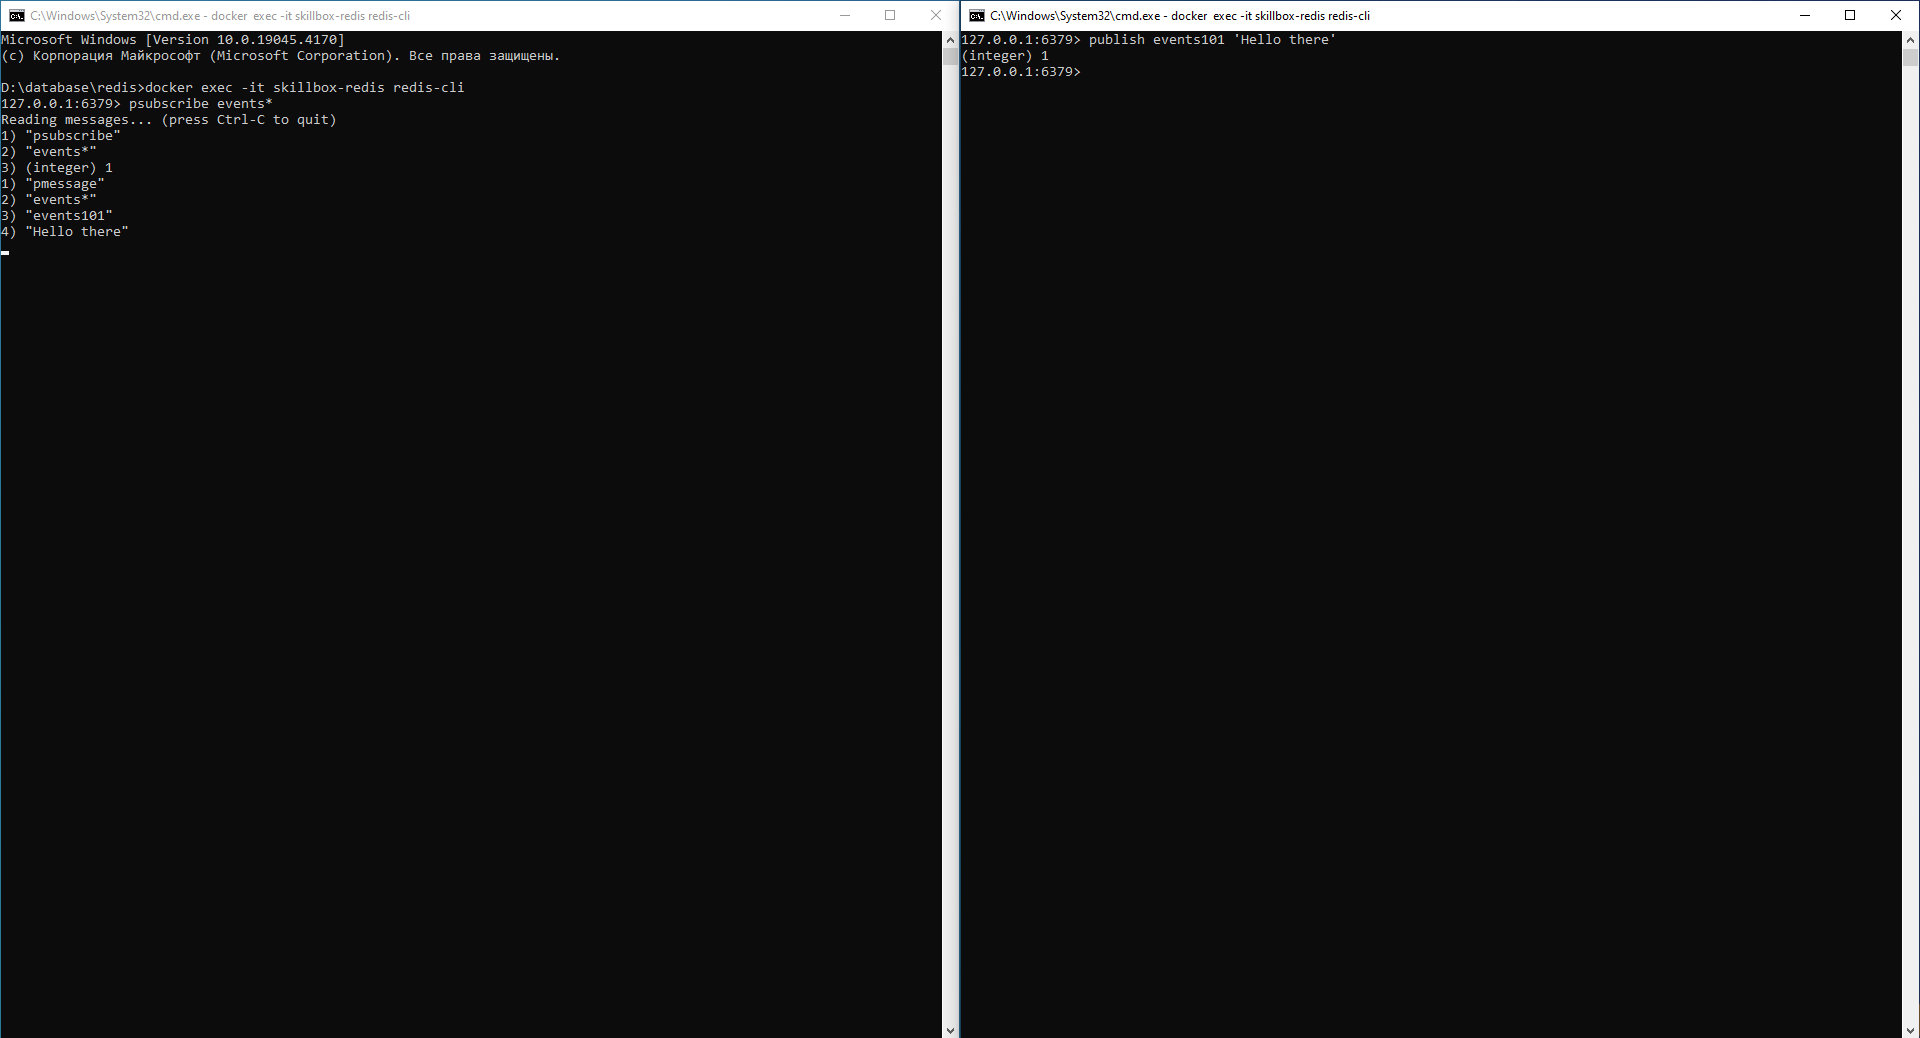 C:\Windows\System32\cmd.exe - docker  exec -it skillbox-redis redis-cli
Microsoft Windows [Version 10.0.19045.4170]
(c) Корпорация Майкрософт (Microsoft Corporation). Все права защищены.
D:\database\redis>docker exec -it skillbox-redis redis-cli
127.0.0.1:6379> psubscribe events*
Reading messages... (press Ctrl-C to quit)
1) "psubscribe"
2) "events*"
3) (integer) 1
1) "pmessage"
2) "events*"
3) "events101"
4) "Hello there"
C:\Windows\System32\cmd.exe - docker  exec -it skillbox-redis redis-cli
127.0.0.1:6379> publish events101 'Hello there'
(integer) 1
127.0.0.1:6379>